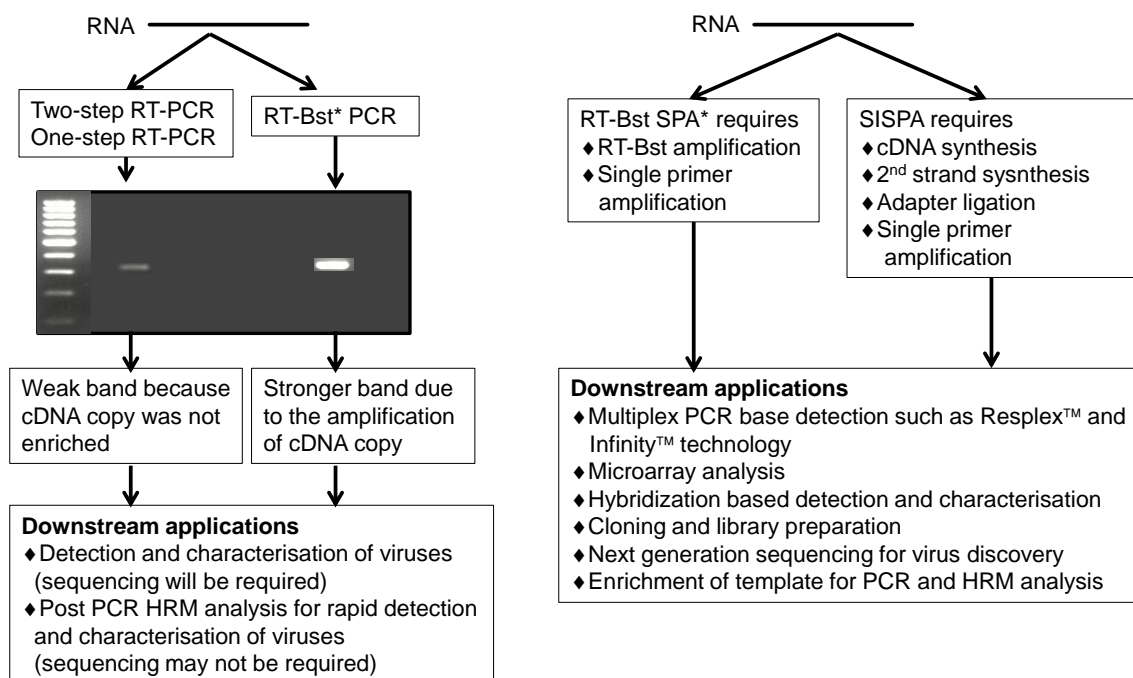 RNA
Two-step RT-PCR
One-step RT-PCR
RT-Bst* PCR
Weak band because
cDNA copy was not
enriched
Stronger band due
to the amplification
of cDNA copy
Downstream applications
♦Detection and characterisation of viruses
(sequencing will be required)
♦Post PCR HRM analysis for rapid detection
and characterisation of viruses
(sequencing may not be required)
RNA
RT-Bst SPA* requires
♦RT-Bst amplification
♦Single primer
amplification
SISPA requires
♦cDNA synthesis
♦2nd strand sysnthesis
♦Adapter ligation
♦Single primer
amplification
Downstream applications
♦Multiplex PCR base detection such as Resplex™ and
Infinity™ technology
♦Microarray analysis
♦Hybridization based detection and characterisation
♦Cloning and library preparation
♦Next generation sequencing for virus discovery
♦Enrichment of template for PCR and HRM analysis